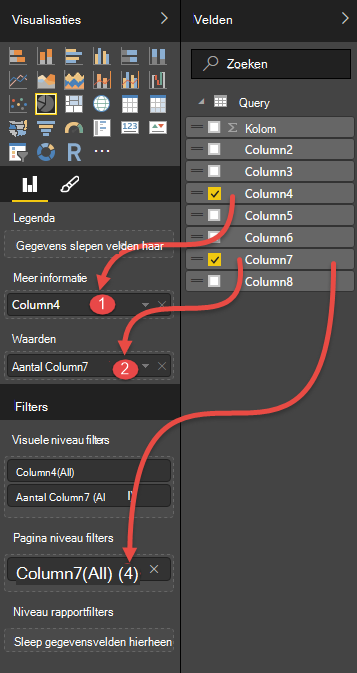 Visualisaties
123
R
Legenda
Gegevens slepen velden haar
Meer informatie
Column4
1
Waarden
Aantal Column7
2
Filters
Visuele niveau filters
Column4(All)
Aantal Column7 (Al
Pagina niveau filters
Column7(All) (4)
Niveau rapportfilters
Sleep gegevensvelden hierheen
Velden
Zoeken
Query
Σ Kolom
Column2
Column3
Column4
Column5
Column6
Column7
Column8